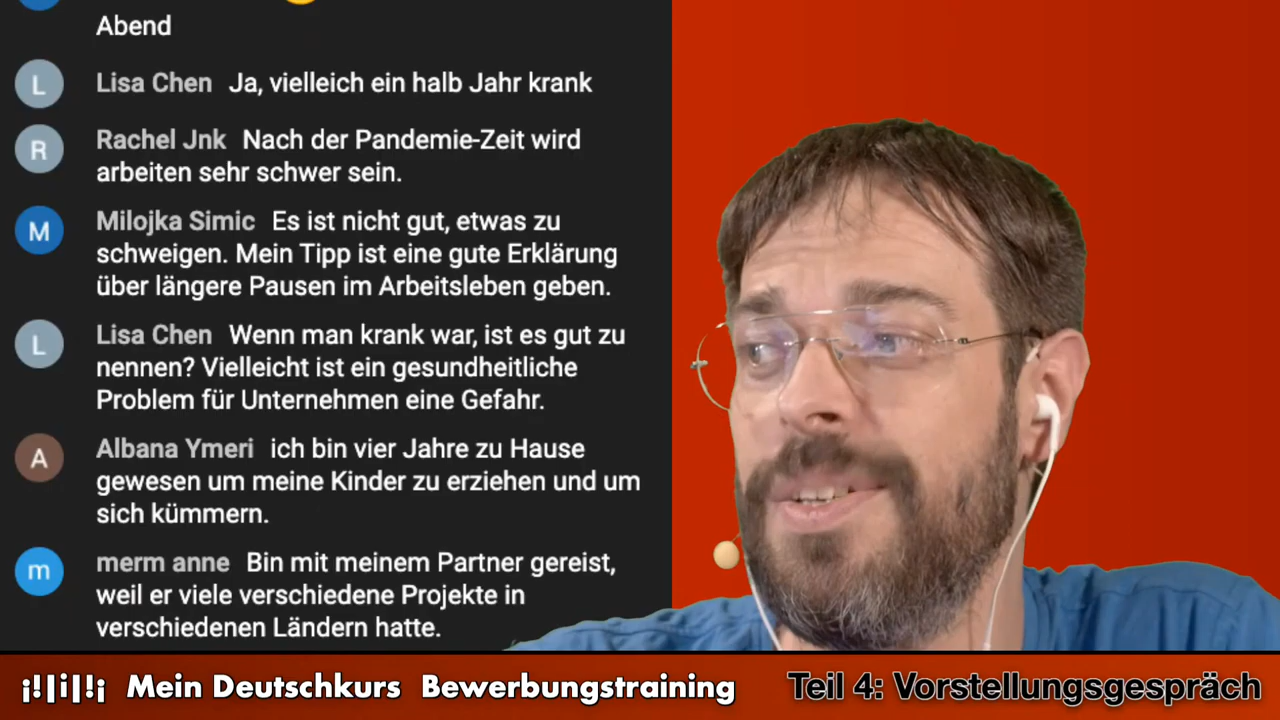 Abend
L Lisa Chen Ja, vielleich ein halb Jahr krank
R Rachel Jnk Nach der Pandemie-Zeit wird
arbeiten sehr schwer sein.
M Milojka Simic Es ist nicht gut, etwas zu
schweigen. Mein Tipp ist eine gute Erklärung
über längere Pausen im Arbeitsleben geben.
L Lisa Chen Wenn man krank war, ist es gut zu
nennen? Vielleicht ist ein gesundheitliche
Problem für Unternehmen eine Gefahr.
A Albana Ymeri ich bin vier Jahre zu Hause
gewesen um meine Kinder zu erziehen und um
sich kümmern.
m merm anne Bin mit meinem Partner gereist,
weil er viele verschiedene Projekte in
verschiedenen Ländern hatte.
¡!|i|!¡ Mein Deutschkurs Bewerbungstraining Teil 4: Vorstellungsgespräch